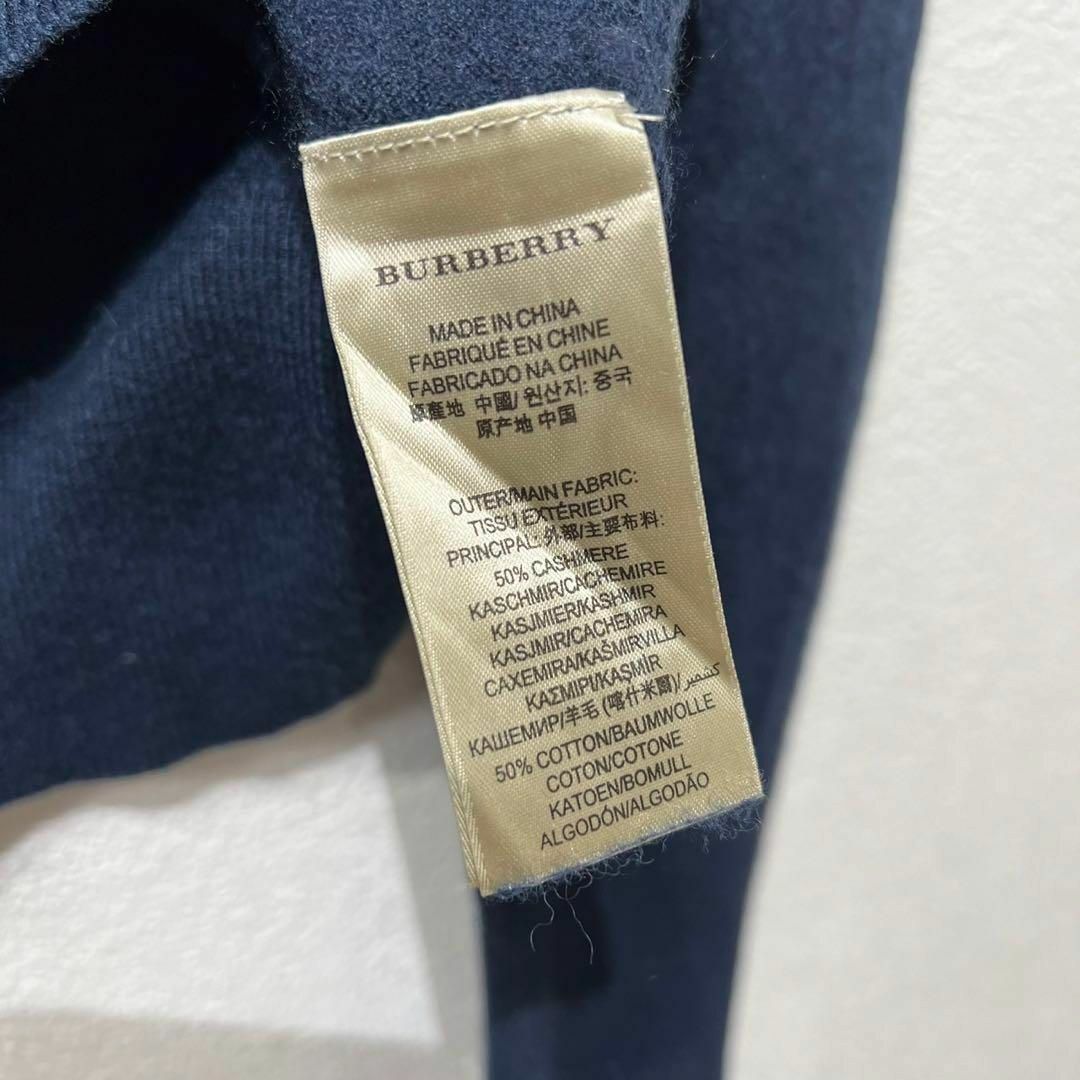 BURBERRY
MADE IN CHINA
FABRIQUÉ EN CHINE
FABRICADO NA CHINA
原產地 中國/ 원산지: 중국
原产地 中国
OUTER/MAIN FABRIC:
TISSU EXTÉRIEUR
PRINCIPAL: 外部/主要布料:
50% CASHMERE
KASCHMIR/CACHEMIRE
KASJMIER/KASHMIR
KASJMIR/CACHEMIRA
CAXEMIRA/KAŠMIRVILLA
ΚΑΣΜΙΡΙ/KAŞMİR
КАШЕМИР/羊毛 (喀什米爾)/كشمير
50% COTTON/BAUMWOLLE
COTON/COTONE
KATOEN/BOMULL
ALGODÓN/ALGODÃO